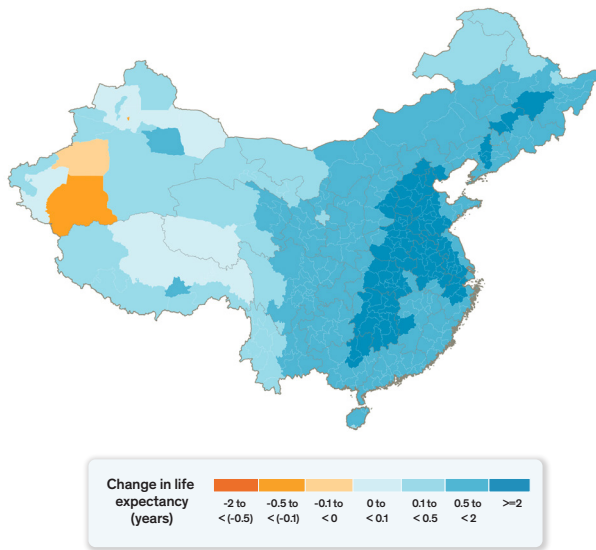 Change in life
expectancy
(years)
-2 to
< (-0.5)
-0.5 to
< (-0.1)
-0.1 to
< 0
0 to
< 0.1
0.1 to
< 0.5
0.5 to
< 2
>=2